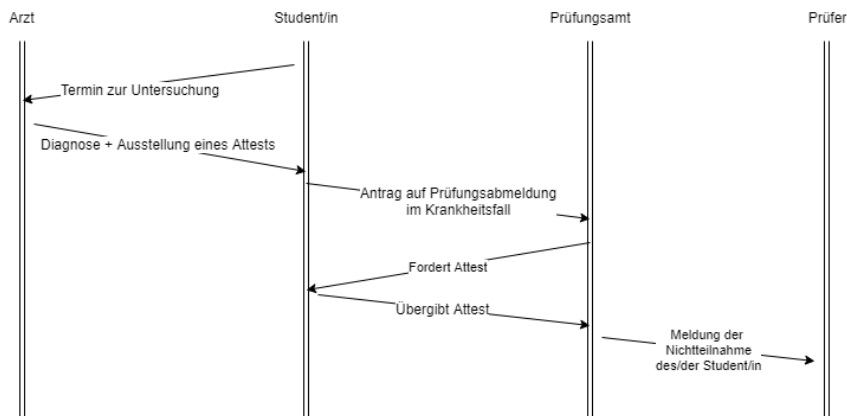 Arzt
Student/in
Prüfungsamt
Prüfer
Termin zur Untersuchung
Diagnose + Ausstellung eines Attests
Antrag auf Prüfungsabmeldung
im Krankheitsfall
Fordert Attest
Übergibt Attest
Meldung der
Nichtteilnahme
des/der Student/in